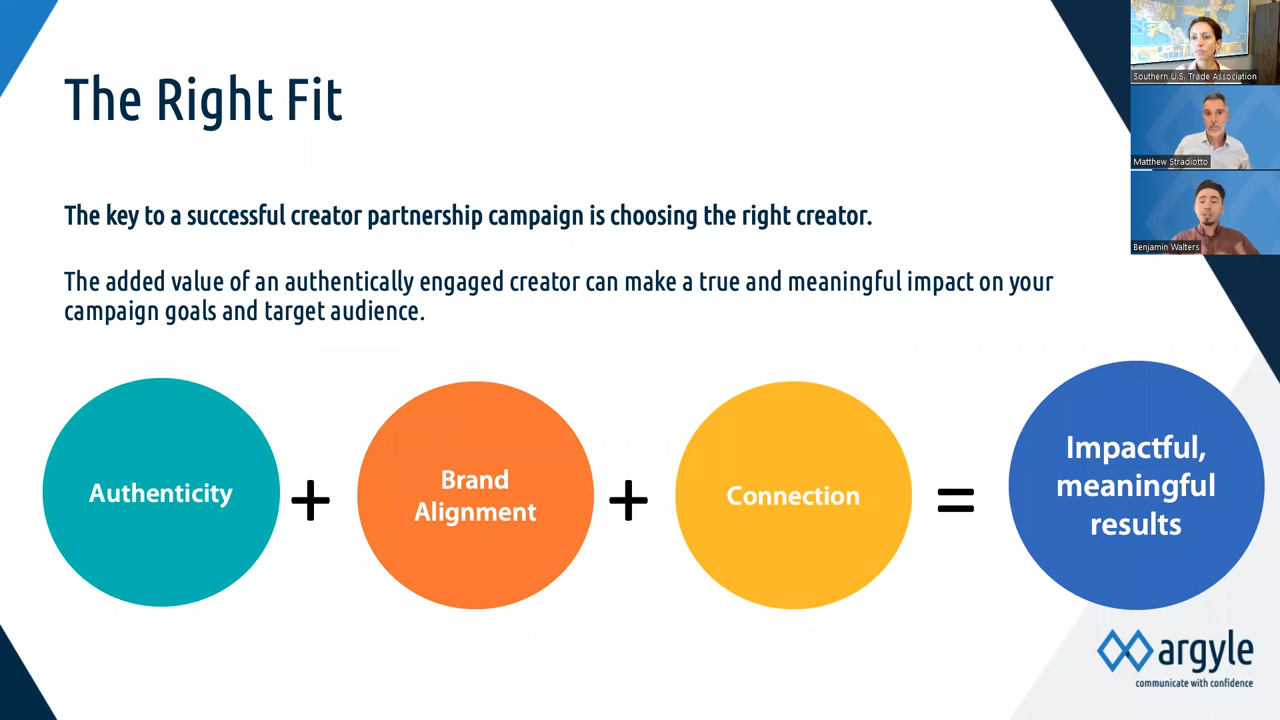 The Right Fit
The key to a successful creator partnership campaign is choosing the right creator.
The added value of an authentically engaged creator can make a true and meaningful impact on your
campaign goals and target audience.
Authenticity
+
Brand
Alignment
+
Connection
=
Impactful,
meaningful
results
argyle
communicate with confidence
Southern U.S. Trade Association
Matthew Stradiotto
Benjamin Walters